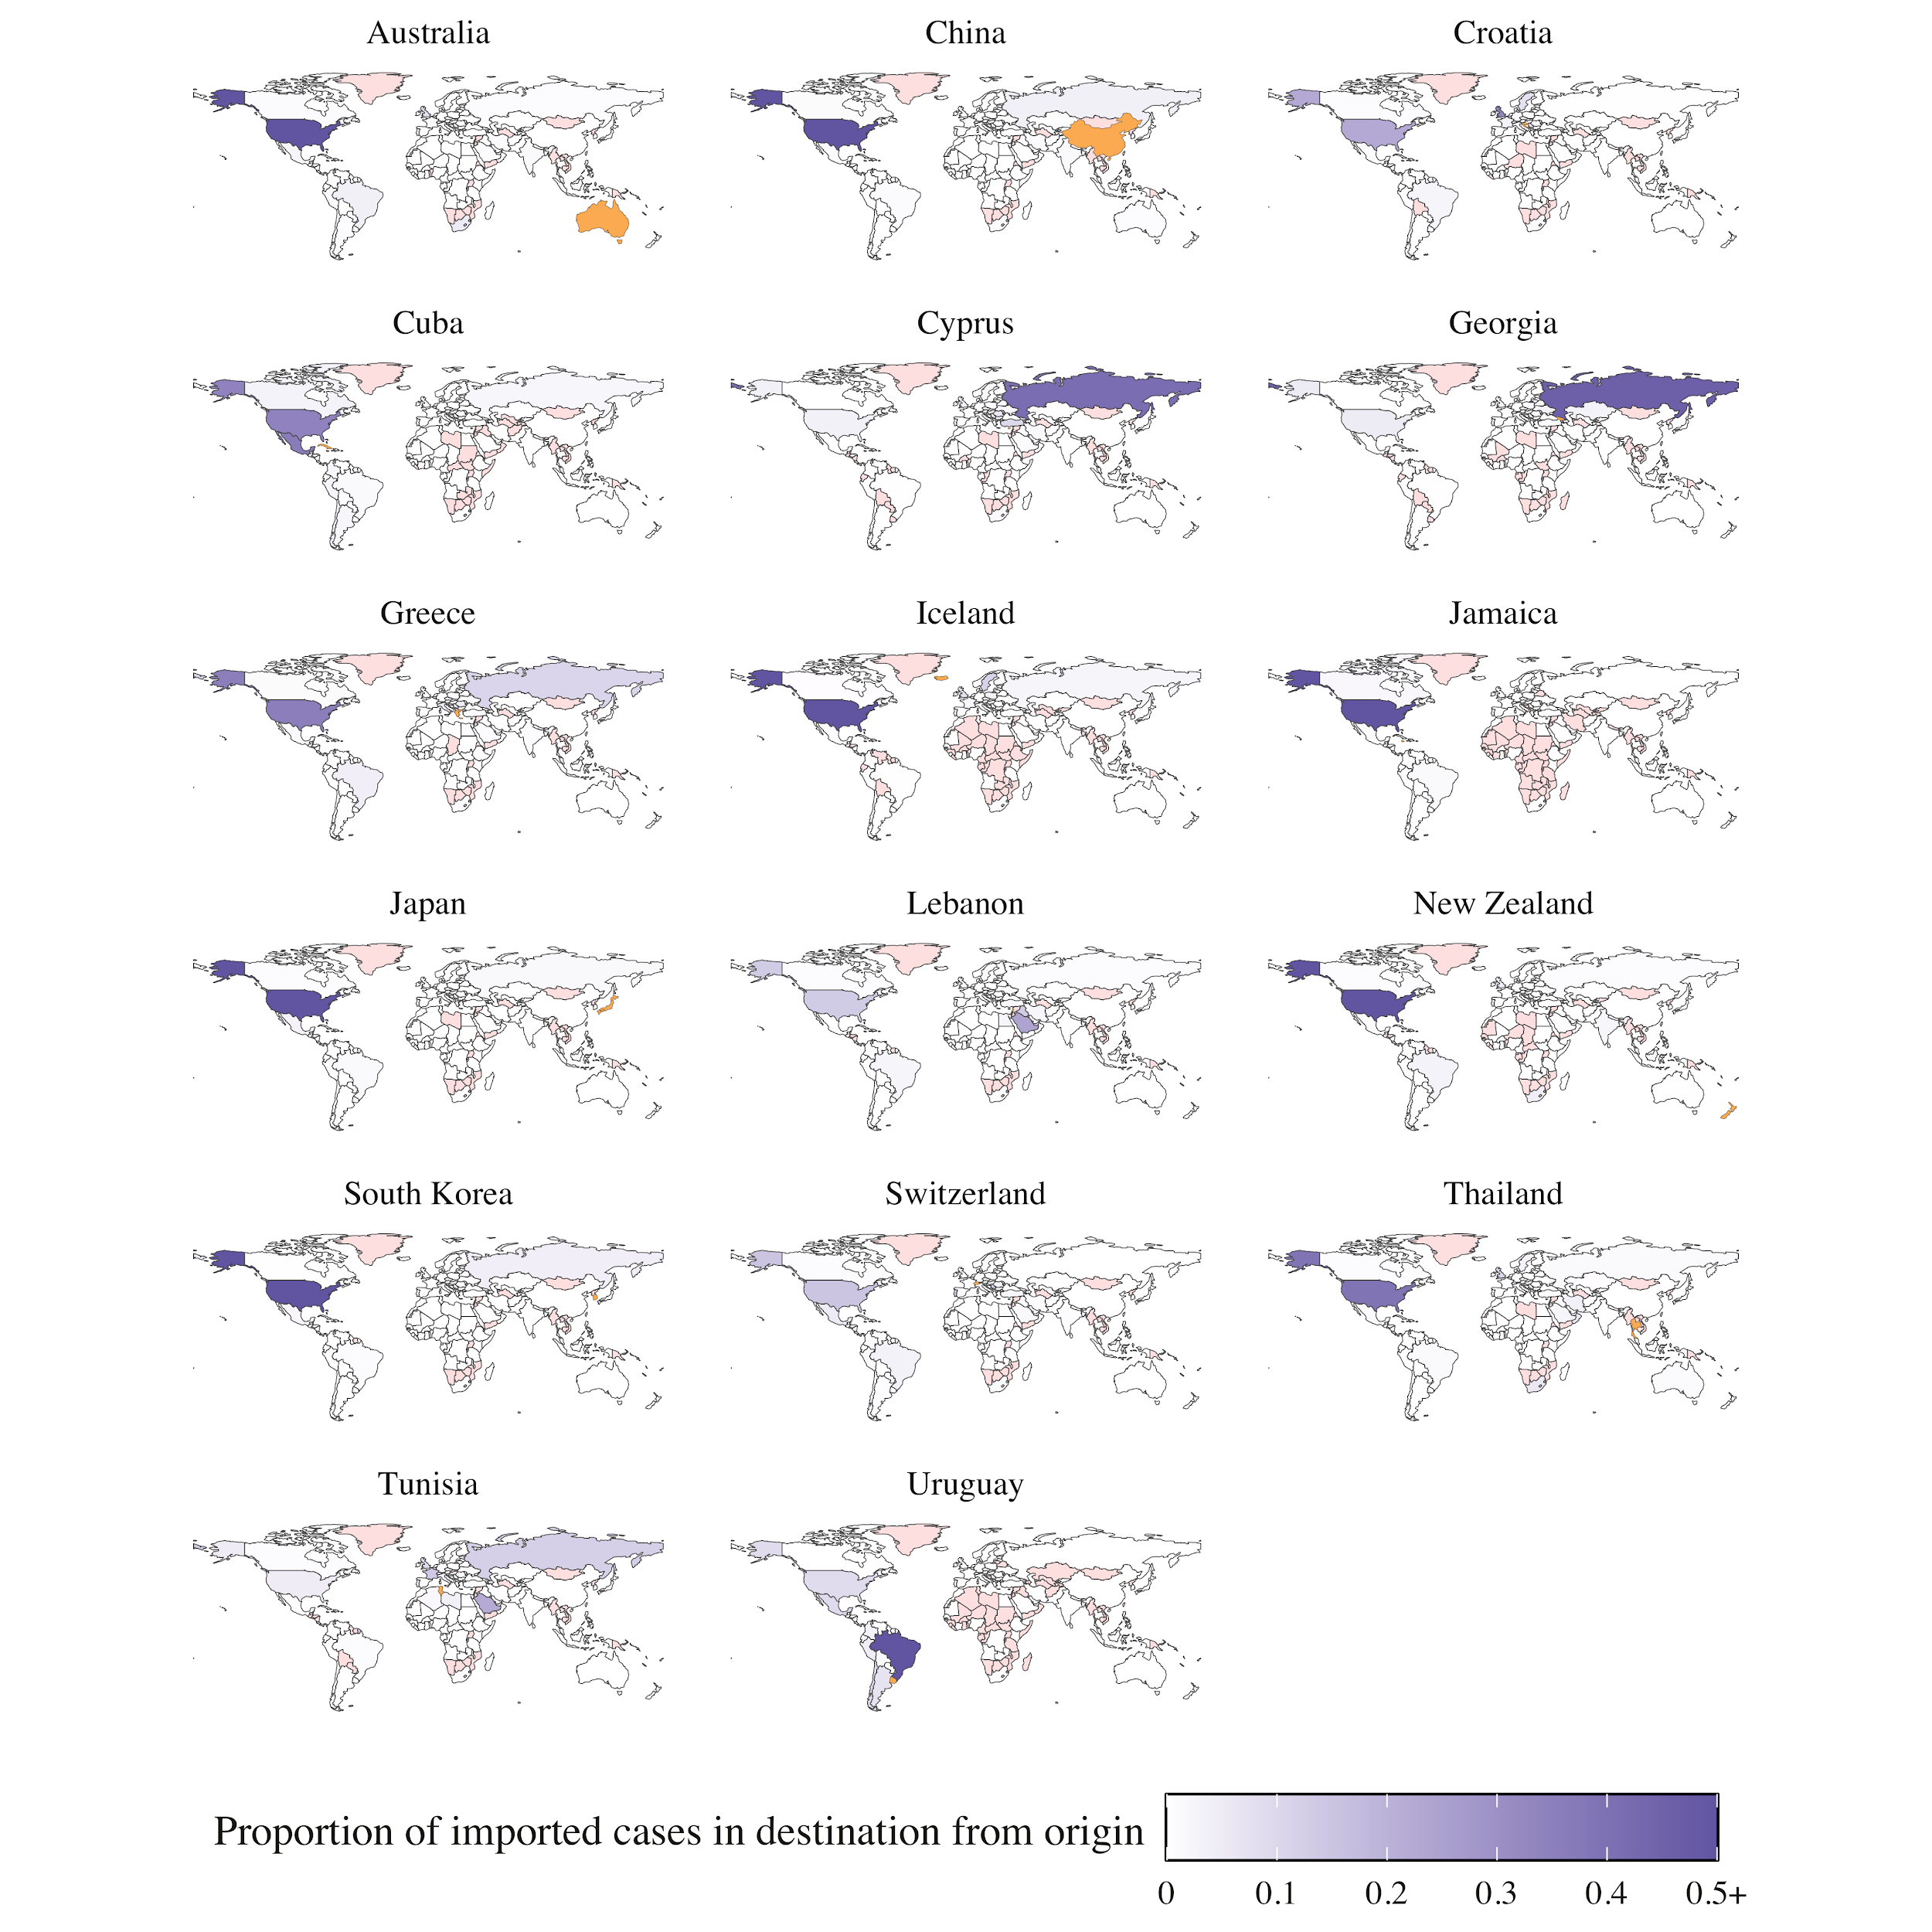 Australia
China
Croatia
Cuba
Cyprus
Georgia
Greece
Iceland
Jamaica
Japan
Lebanon
New Zealand
South Korea
Switzerland
Thailand
Tunisia
Uruguay
Proportion of imported cases in destination from origin
0 0.1 0.2 0.3 0.4 0.5+